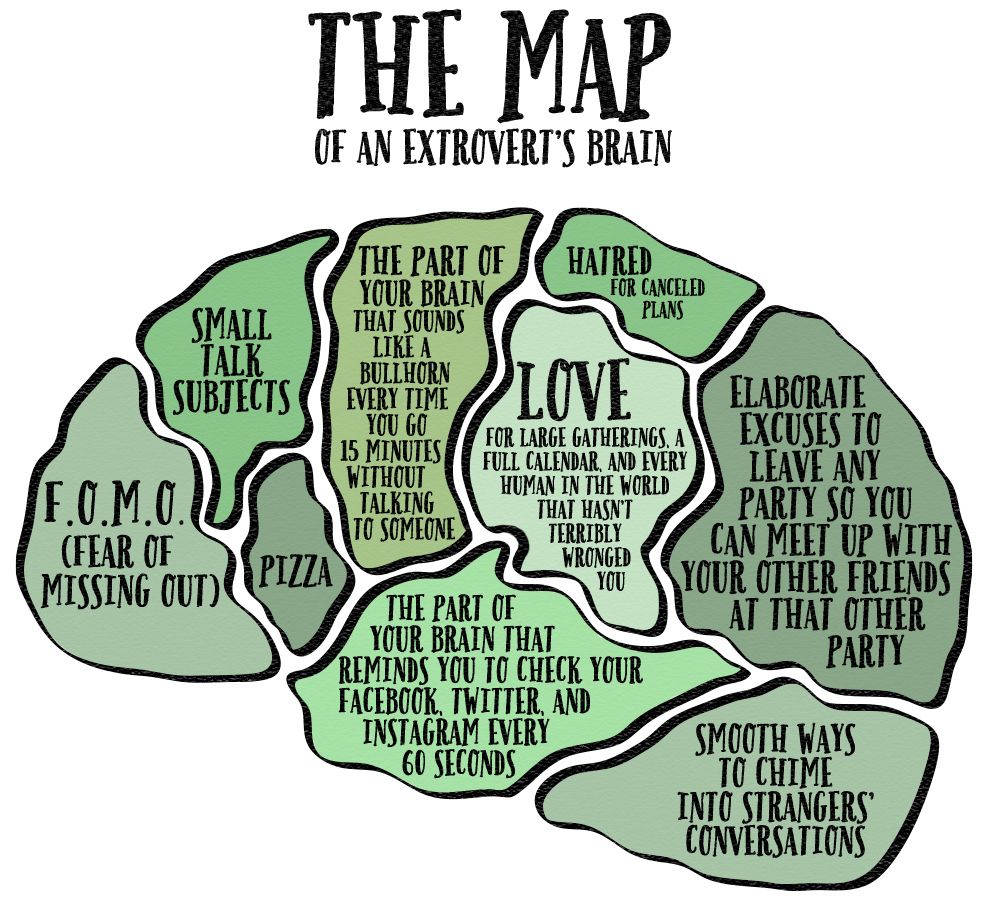 THE MAP
OF AN EXTROVERT'S BRAIN
SMALL
TALK
SUBJECTS
THE PART OF
YOUR BRAIN
THAT SOUNDS
LIKE A
BULLHORN
EVERY TIME
YOU GO
15 MINUTES
WITHOUT
TALKING
TO SOMEONE
HATRED
FOR CANCELED
PLANS
LOVE
FOR LARGE GATHERINGS, A
FULL CALENDAR, AND EVERY
HUMAN IN THE WORLD
THAT HASN'T
TERRIBLY
WRONGED
YOU
ELABORATE
EXCUSES TO
LEAVE ANY
PARTY SO YOU
CAN MEET UP WITH
YOUR OTHER FRIENDS
AT THAT OTHER
PARTY
F.O.M.O.
(FEAR OF
MISSING OUT)
PIZZA
THE PART OF
YOUR BRAIN THAT
REMINDS YOU TO CHECK YOUR
FACEBOOK, TWITTER, AND
INSTAGRAM EVERY
60 SECONDS
SMOOTH WAYS
TO CHIME
INTO STRANGERS'
CONVERSATIONS